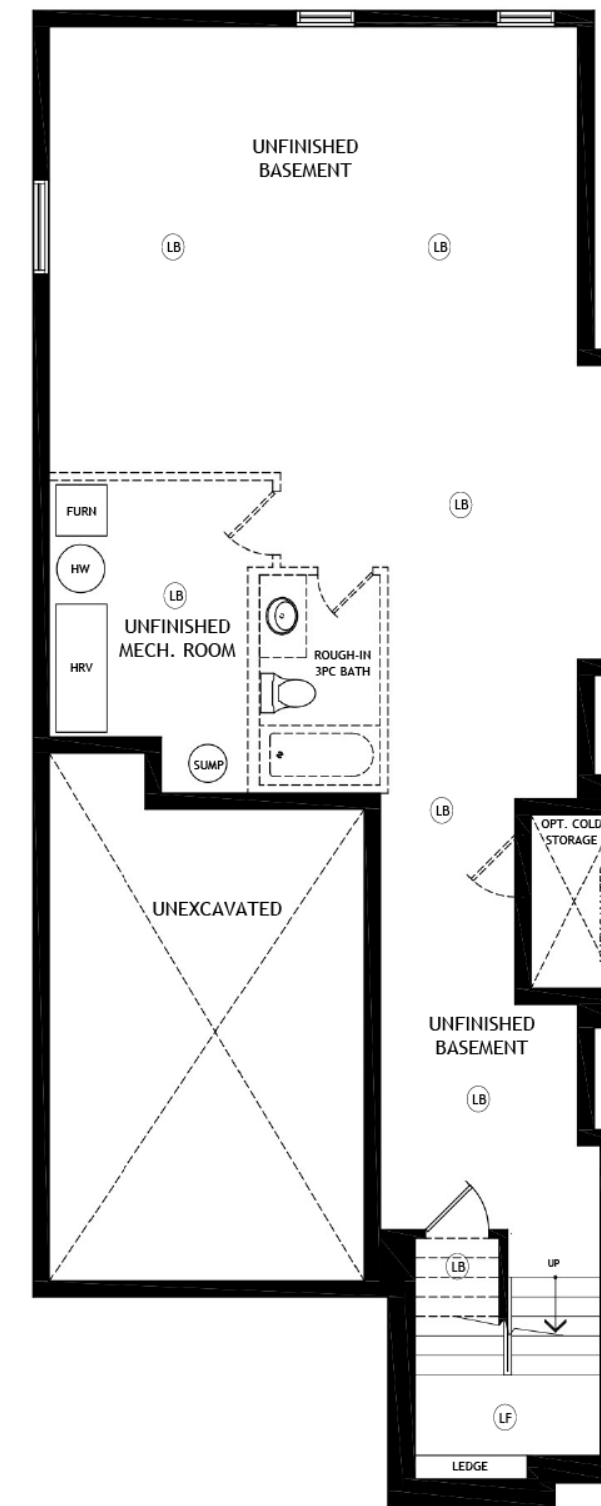 UNFINISHED
BASEMENT
LB
LB
FURN
LB
HW
LB
UNFINISHED
MECH. ROOM
HRV
ROUGH-IN
3PC BATH
SUMP
LB
OPT. COLD
STORAGE
UNEXCAVATED
UNFINISHED
BASEMENT
LB
LB
UP
LF
LEDGE